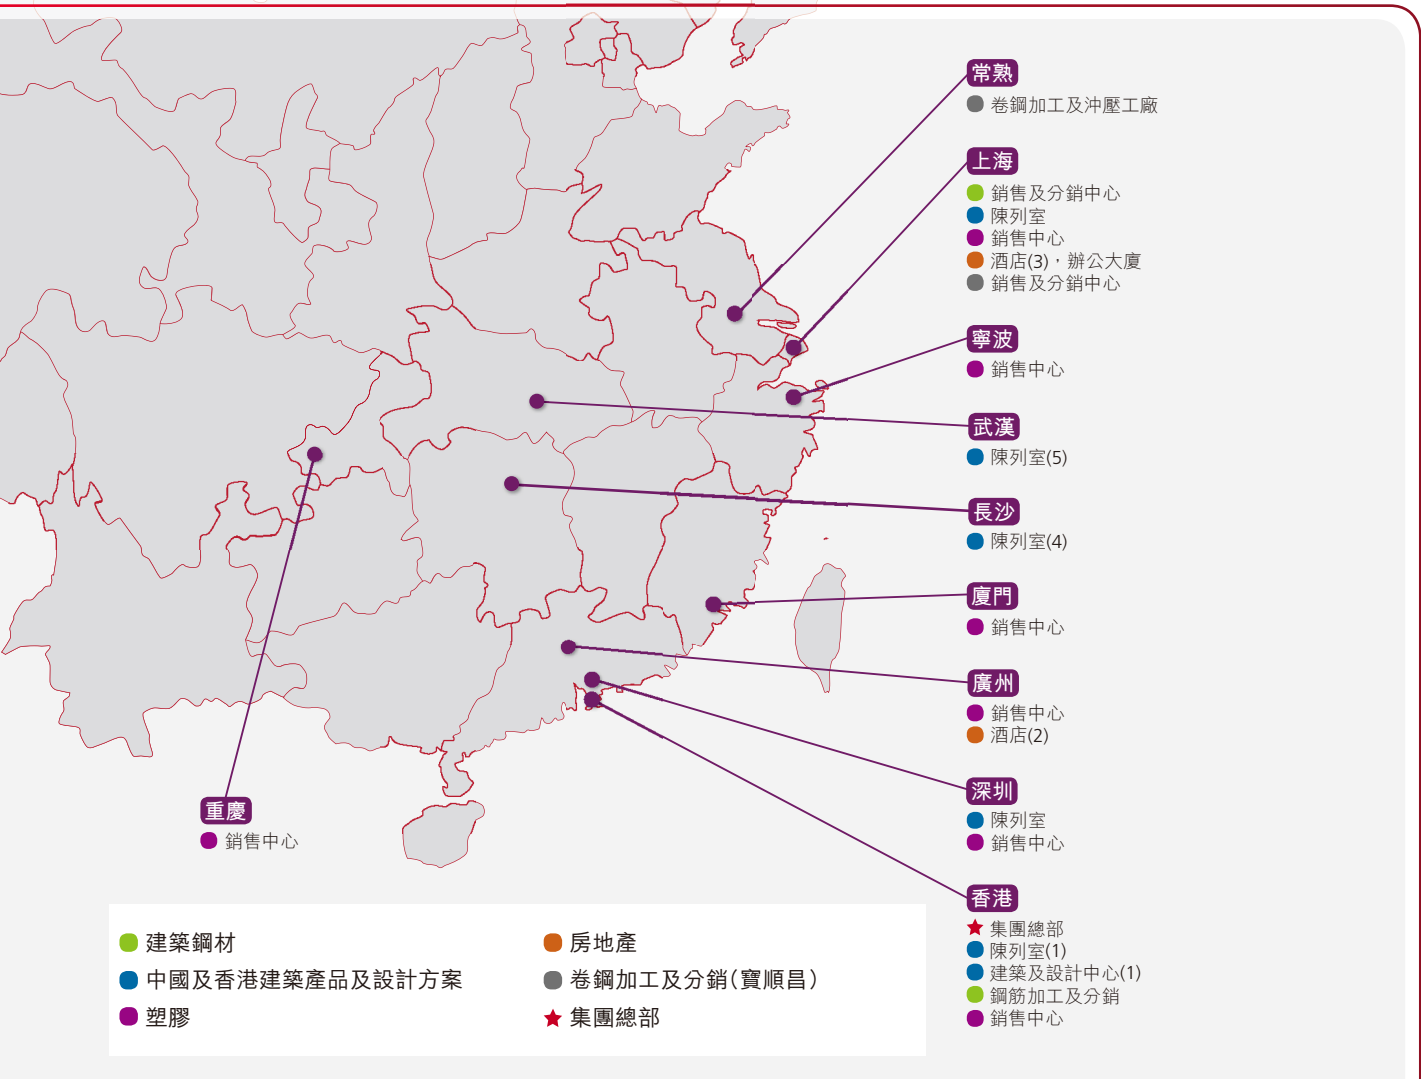 常熟
卷鋼加工及沖壓工廠
上海
銷售及分銷中心
陳列室
銷售中心
酒店(3)，辦公大廈
銷售及分銷中心
寧波
銷售中心
武漢
陳列室(5)
長沙
陳列室(4)
廈門
銷售中心
廣州
銷售中心
酒店(2)
深圳
陳列室
銷售中心
香港
集團總部
陳列室(1)
建築及設計中心(1)
鋼筋加工及分銷
銷售中心
重慶
銷售中心
建築鋼材
中國及香港建築產品及設計方案
塑膠
房地產
卷鋼加工及分銷(寶順昌)
集團總部